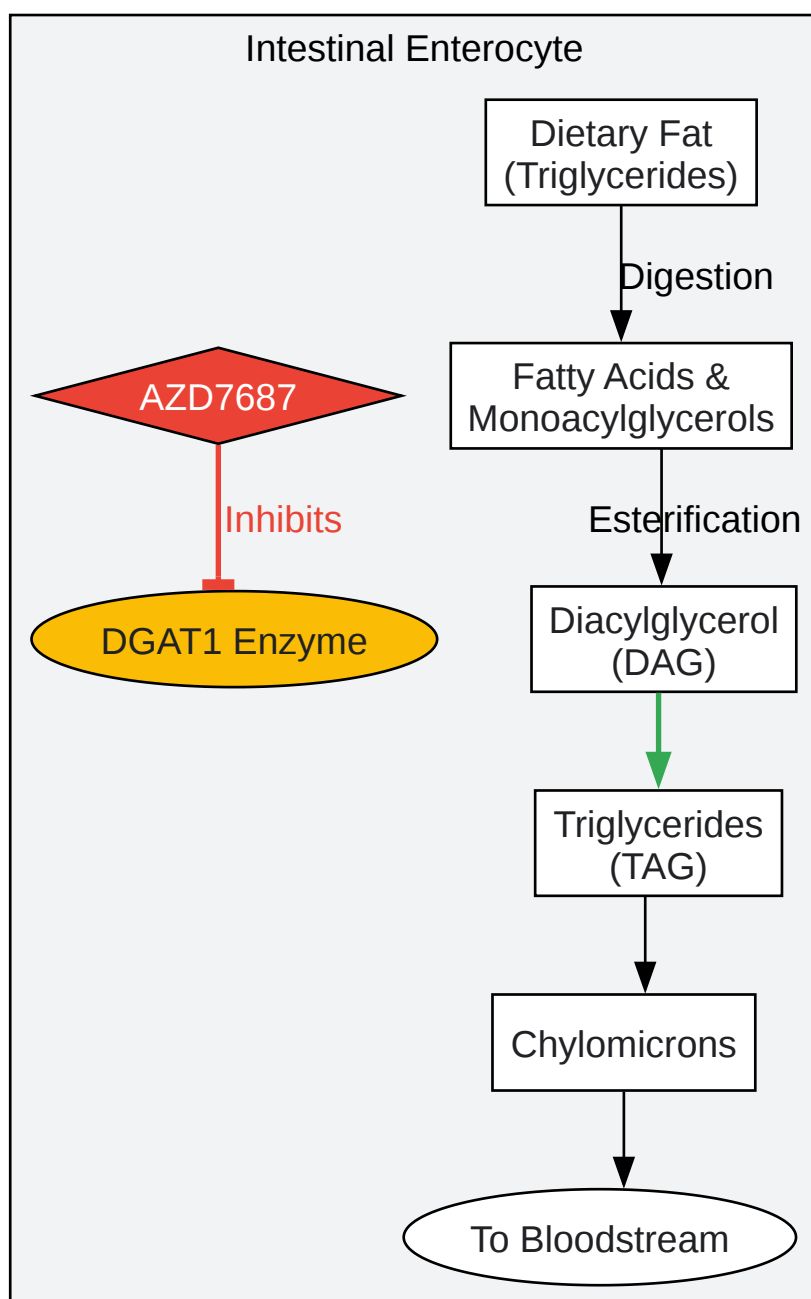 Intestinal Enterocyte
Dietary Fat
(Triglycerides)
Digestion
AZD7687
Fatty Acids &
Monoacylglycerols
Inhibits
Esterification
DGAT1 Enzyme
Diacylglycerol
(DAG)
Triglycerides
(TAG)
Chylomicrons
To Bloodstream